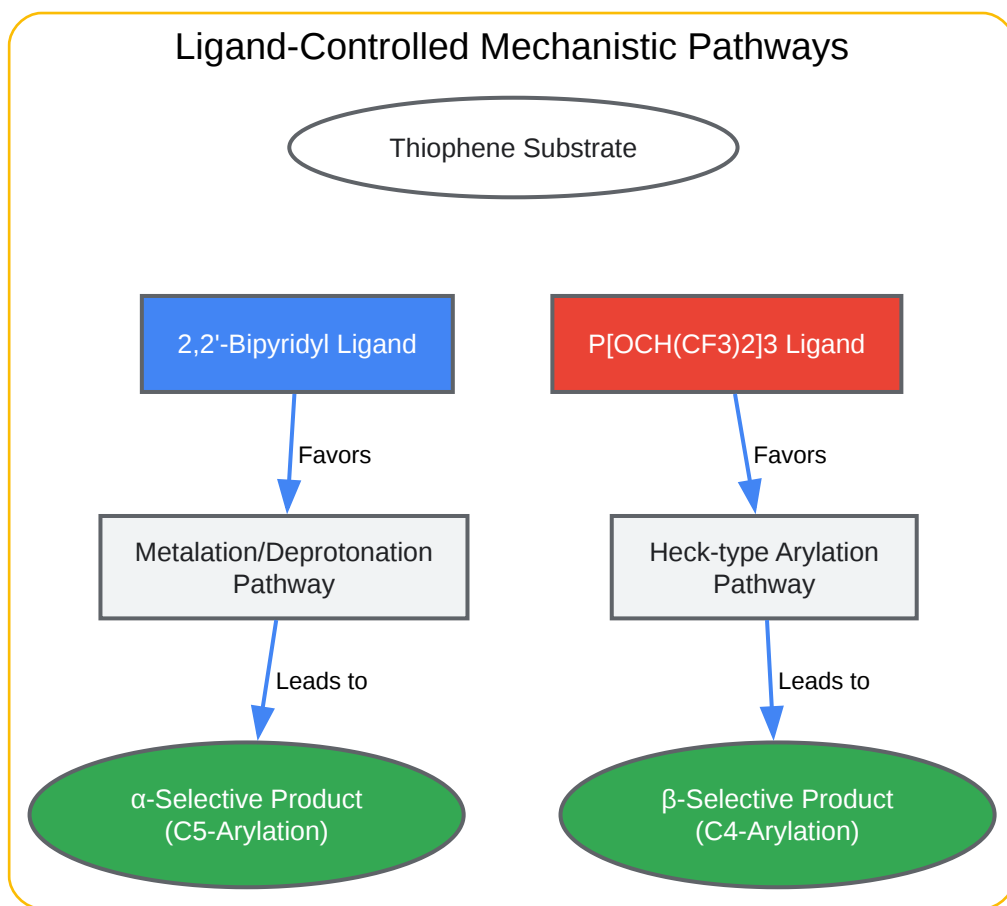 Ligand-Controlled Mechanistic Pathways
Thiophene Substrate
2,2'-Bipyridyl Ligand
P[OCH(CF3)2]3 Ligand
Favors
Favors
Metalation/Deprotonation
Pathway
Heck-type Arylation
Pathway
Leads to
Leads to
α-Selective Product
(C5-Arylation)
β-Selective Product
(C4-Arylation)